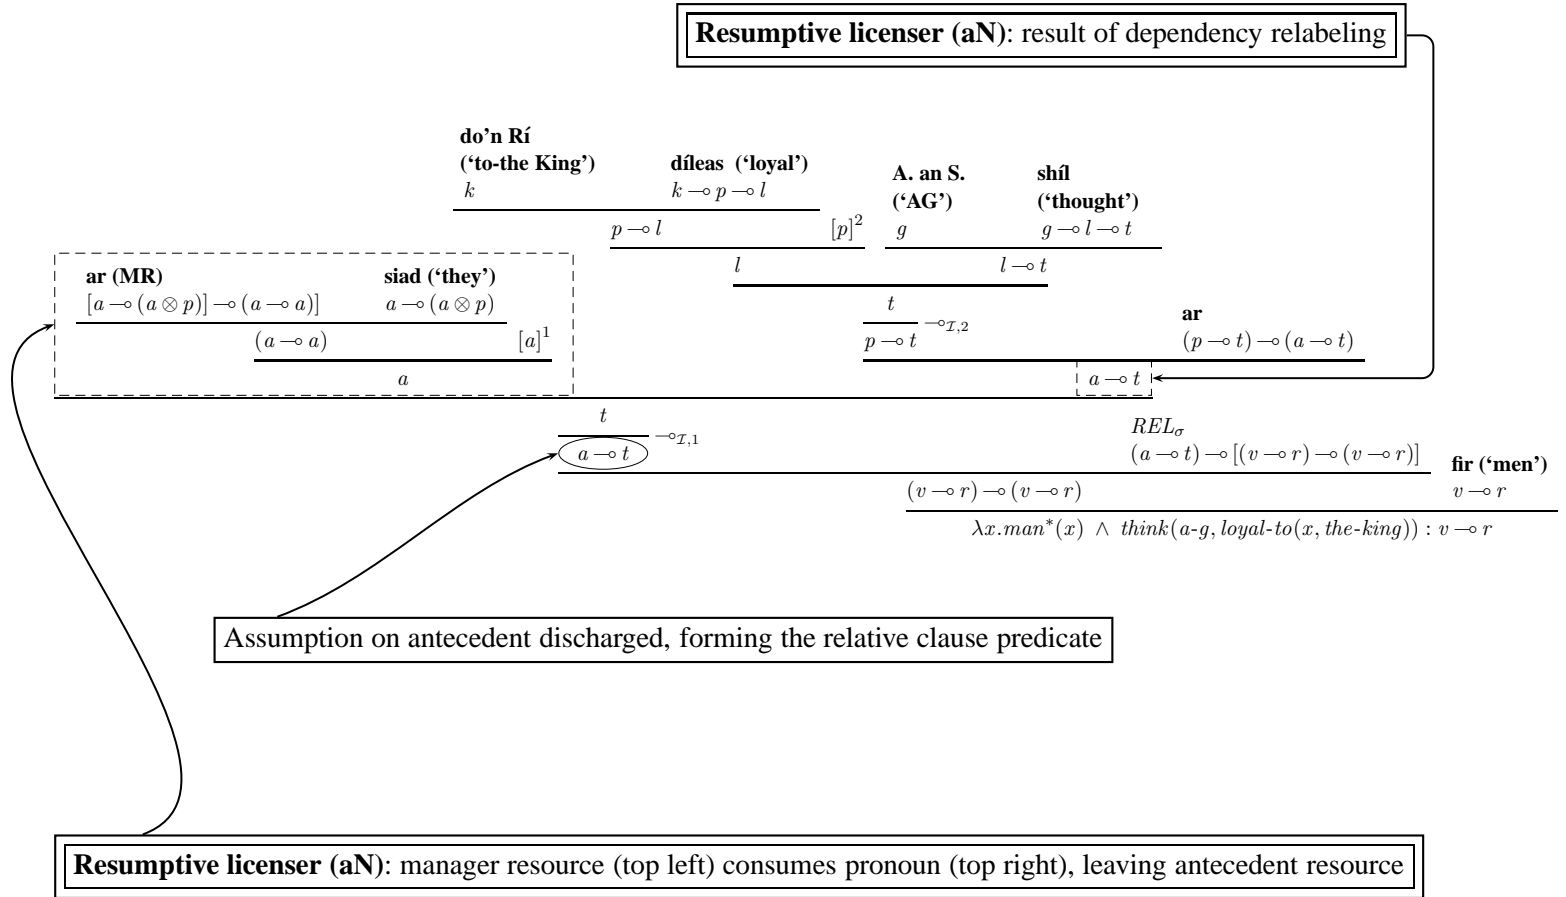 Resumptive licenser (aN): result of dependency relabeling
do’n Rí
(‘to-the King’)
k
díleas (‘loyal’)
k ⊸ p ⊸ l
A. an S.
(‘AG’)
g
shíl
(‘thought’)
g ⊸ l ⊸ t
p ⊸ l
[p]²
l
l ⊸ t
ar (MR)
[a ⊸ (a ⊗ p)] ⊸ (a ⊸ a)]
siad (‘they’)
a ⊸ (a ⊗ p)
t
⊸I,2
p ⊸ t
ar
(p ⊸ t) ⊸ (a ⊸ t)
(a ⊸ a)
[a]¹
a
a ⊸ t
t
⊸I,1
a ⊸ t
RELσ
(a ⊸ t) ⊸ [(v ⊸ r) ⊸ (v ⊸ r)]
fir (‘men’)
v ⊸ r
(v ⊸ r) ⊸ (v ⊸ r)
λx.man*(x) ∧ think(a-g, loyal-to(x, the-king)) : v ⊸ r
Assumption on antecedent discharged, forming the relative clause predicate
Resumptive licenser (aN): manager resource (top left) consumes pronoun (top right), leaving antecedent resource